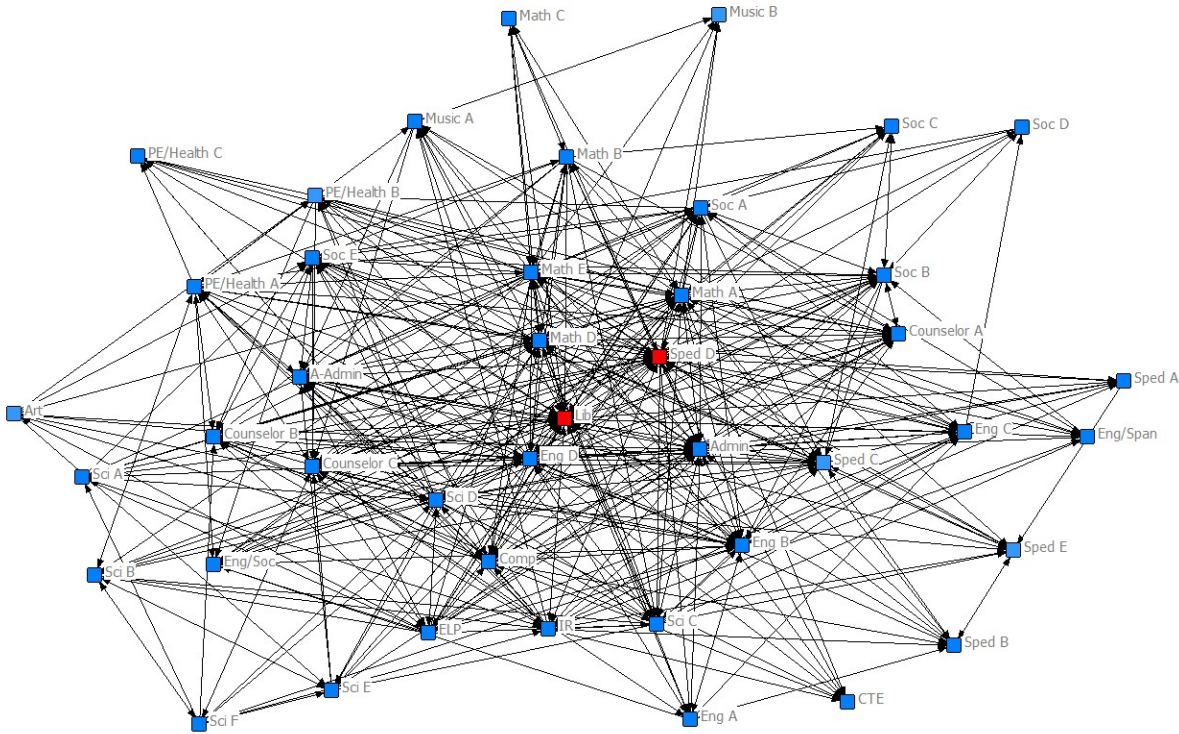 Math C
Music B
Music A
Soc C
Soc D
PE/Health C
Math B
PE/Health B
Soc A
Soc E
Math E
Soc B
PE/Health A
Math A
Counselor A
Math D
Sped D
A-Admin
Sped A
Art
Lib
Counselor B
Eng C
Eng/Span
Admin
Counselor C
Eng D
Sped C
Sci A
Sci D
Eng B
Sped E
Comp
Eng/Soc
Sci B
ELP
IR
Sci C
Sped B
Sci E
CTE
Sci F
Eng A